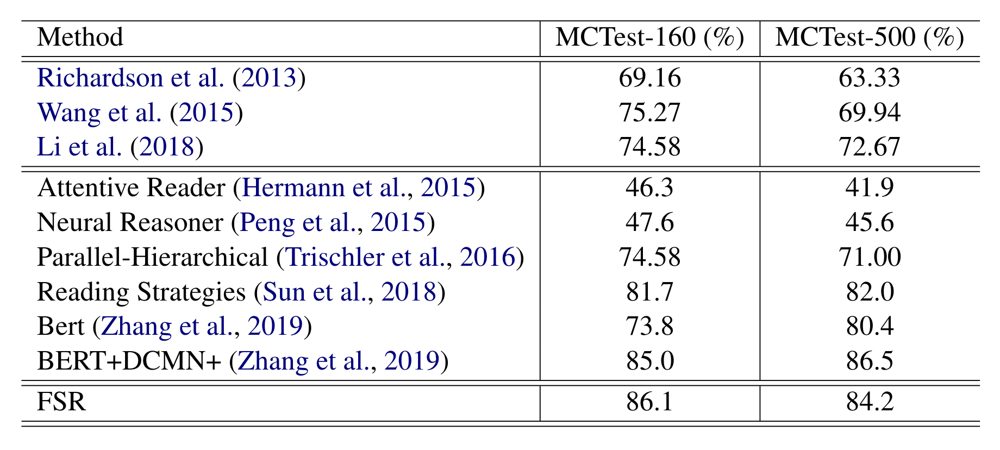 Method MCTest-160 (%) MCTest-500 (%)
Richardson et al. (2013) 69.16 63.33
Wang et al. (2015) 75.27 69.94
Li et al. (2018) 74.58 72.67
Attentive Reader (Hermann et al., 2015) 46.3 41.9
Neural Reasoner (Peng et al., 2015) 47.6 45.6
Parallel-Hierarchical (Trischler et al., 2016) 74.58 71.00
Reading Strategies (Sun et al., 2018) 81.7 82.0
Bert (Zhang et al., 2019) 73.8 80.4
BERT+DCMN+ (Zhang et al., 2019) 85.0 86.5
FSR 86.1 84.2